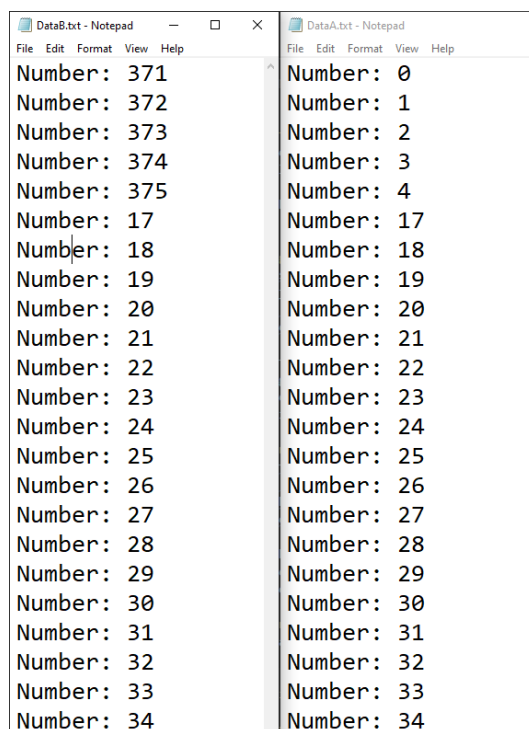 DataB.txt - Notepad
File Edit Format View Help
Number: 371
Number: 372
Number: 373
Number: 374
Number: 375
Number: 17
Number: 18
Number: 19
Number: 20
Number: 21
Number: 22
Number: 23
Number: 24
Number: 25
Number: 26
Number: 27
Number: 28
Number: 29
Number: 30
Number: 31
Number: 32
Number: 33
Number: 34
DataA.txt - Notepad
File Edit Format View Help
Number: 0
Number: 1
Number: 2
Number: 3
Number: 4
Number: 17
Number: 18
Number: 19
Number: 20
Number: 21
Number: 22
Number: 23
Number: 24
Number: 25
Number: 26
Number: 27
Number: 28
Number: 29
Number: 30
Number: 31
Number: 32
Number: 33
Number: 34